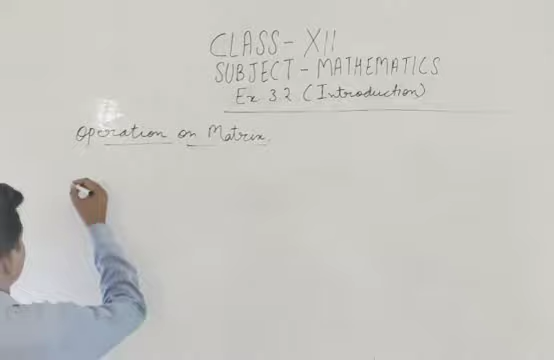 CLASS - XII
SUBJECT - MATHEMATICS
Ex 3.2 (Introduction)
Operation on Matrix.